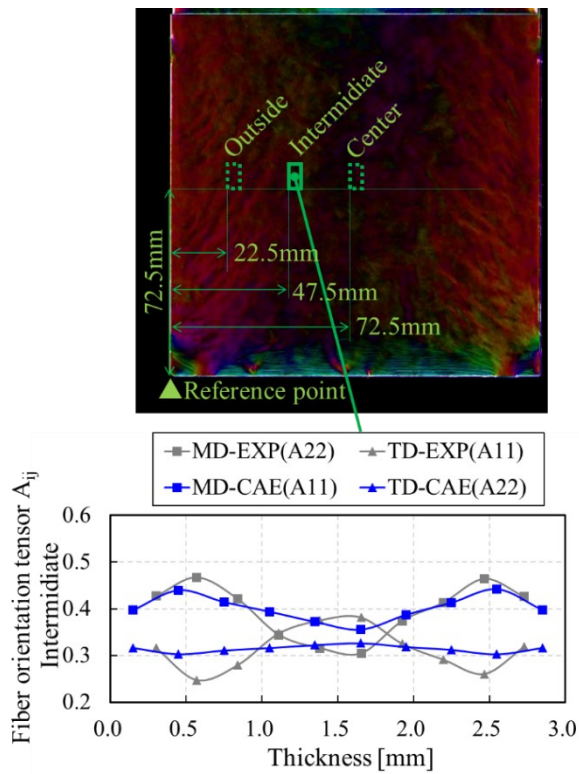 Outside
Intermidiate
Center
22.5mm
47.5mm
72.5mm
72.5mm
Reference point
MD-EXP(A22) TD-EXP(A11)
MD-CAE(A11) TD-CAE(A22)
Fiber orientation tensor Aij
Intermidiate
0.6
0.5
0.4
0.3
0.2
0.0 0.5 1.0 1.5 2.0 2.5 3.0
Thickness [mm]